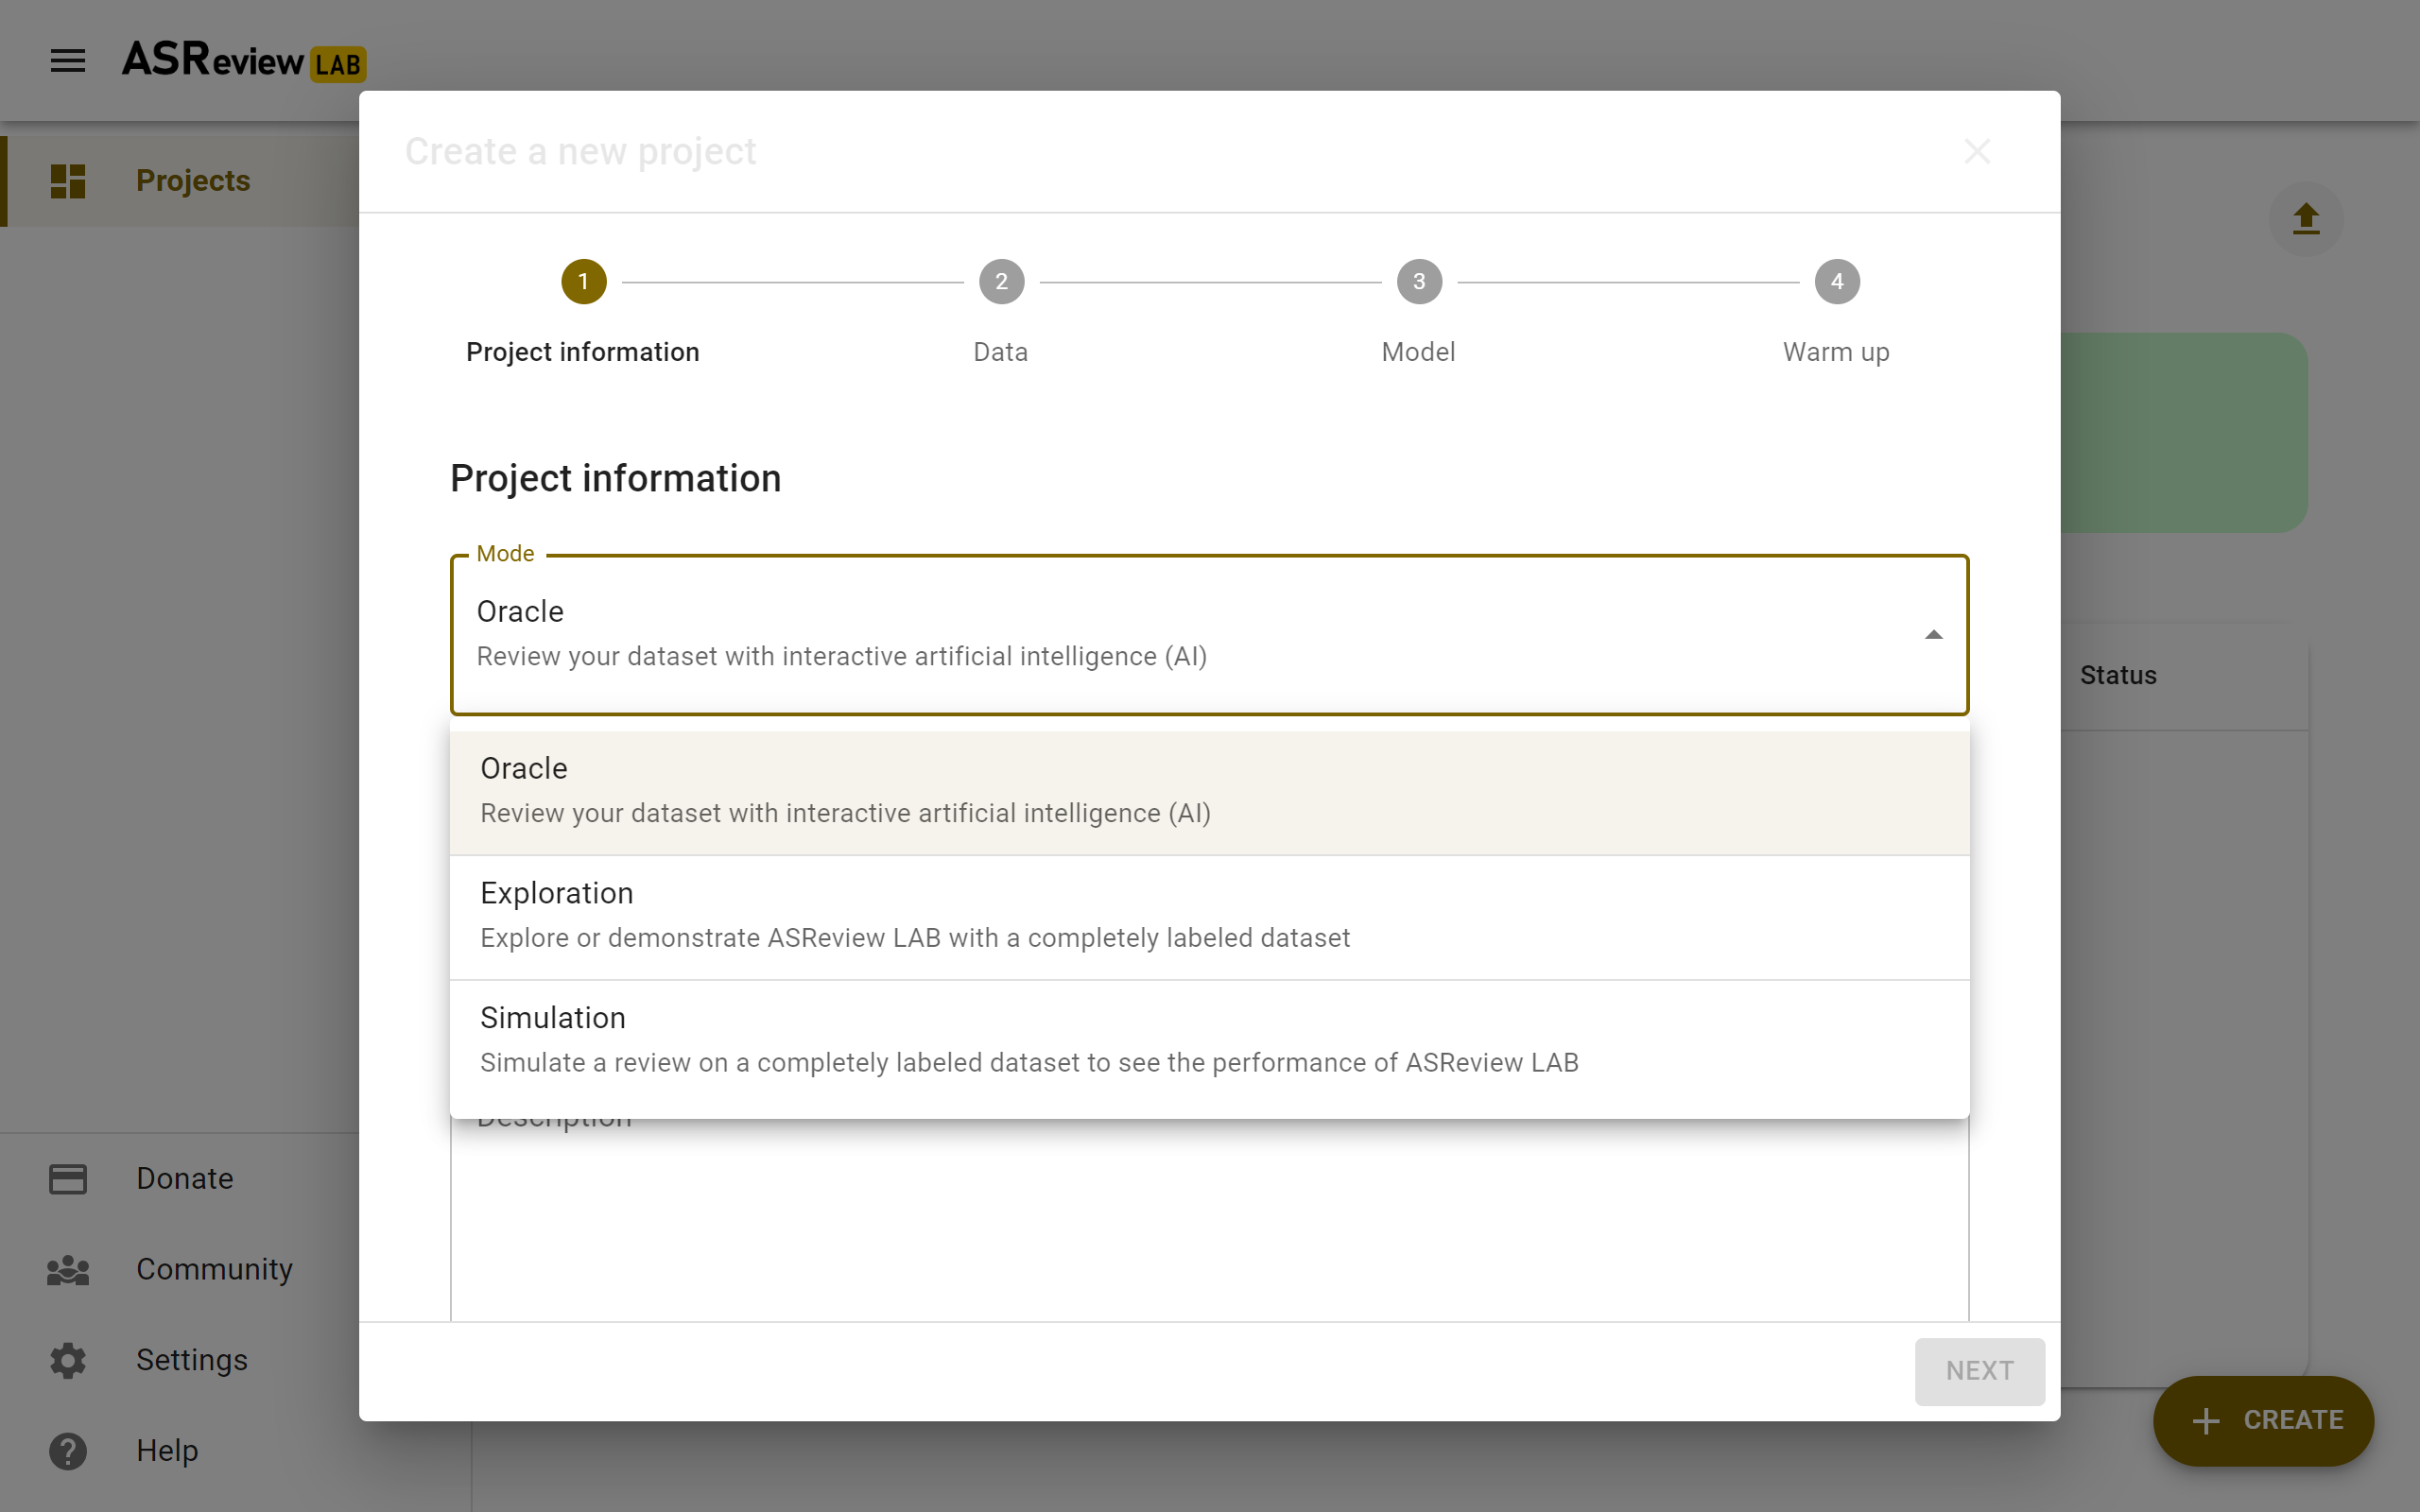 ASReview LAB
Projects
Create a new project
1
2
3
4
Project information
Data
Model
Warm up
Project information
Mode
Oracle
Review your dataset with interactive artificial intelligence (AI)
Status
Oracle
Review your dataset with interactive artificial intelligence (AI)
Exploration
Explore or demonstrate ASReview LAB with a completely labeled dataset
Simulation
Simulate a review on a completely labeled dataset to see the performance of ASReview LAB
Description
Donate
Community
Settings
Help
NEXT
CREATE